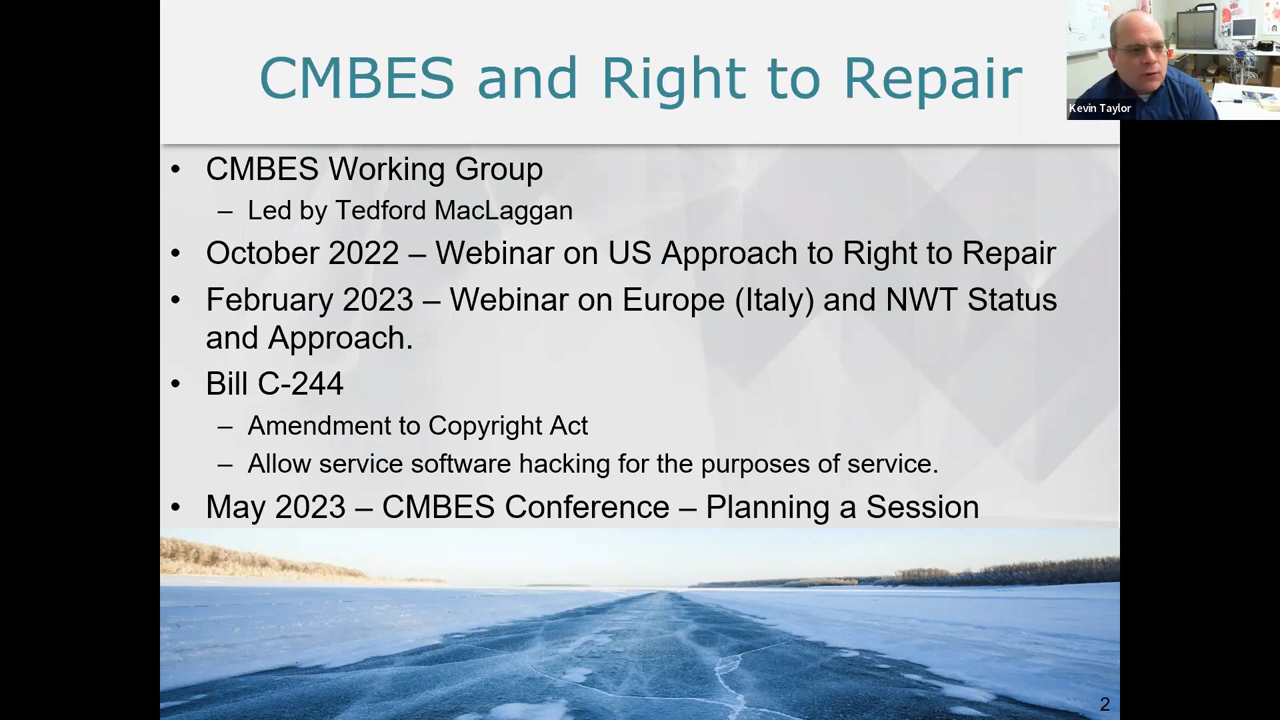 CMBES and Right to Repair
Kevin Taylor
• CMBES Working Group
– Led by Tedford MacLaggan
• October 2022 – Webinar on US Approach to Right to Repair
• February 2023 – Webinar on Europe (Italy) and NWT Status
and Approach.
• Bill C-244
– Amendment to Copyright Act
– Allow service software hacking for the purposes of service.
• May 2023 – CMBES Conference – Planning a Session
2